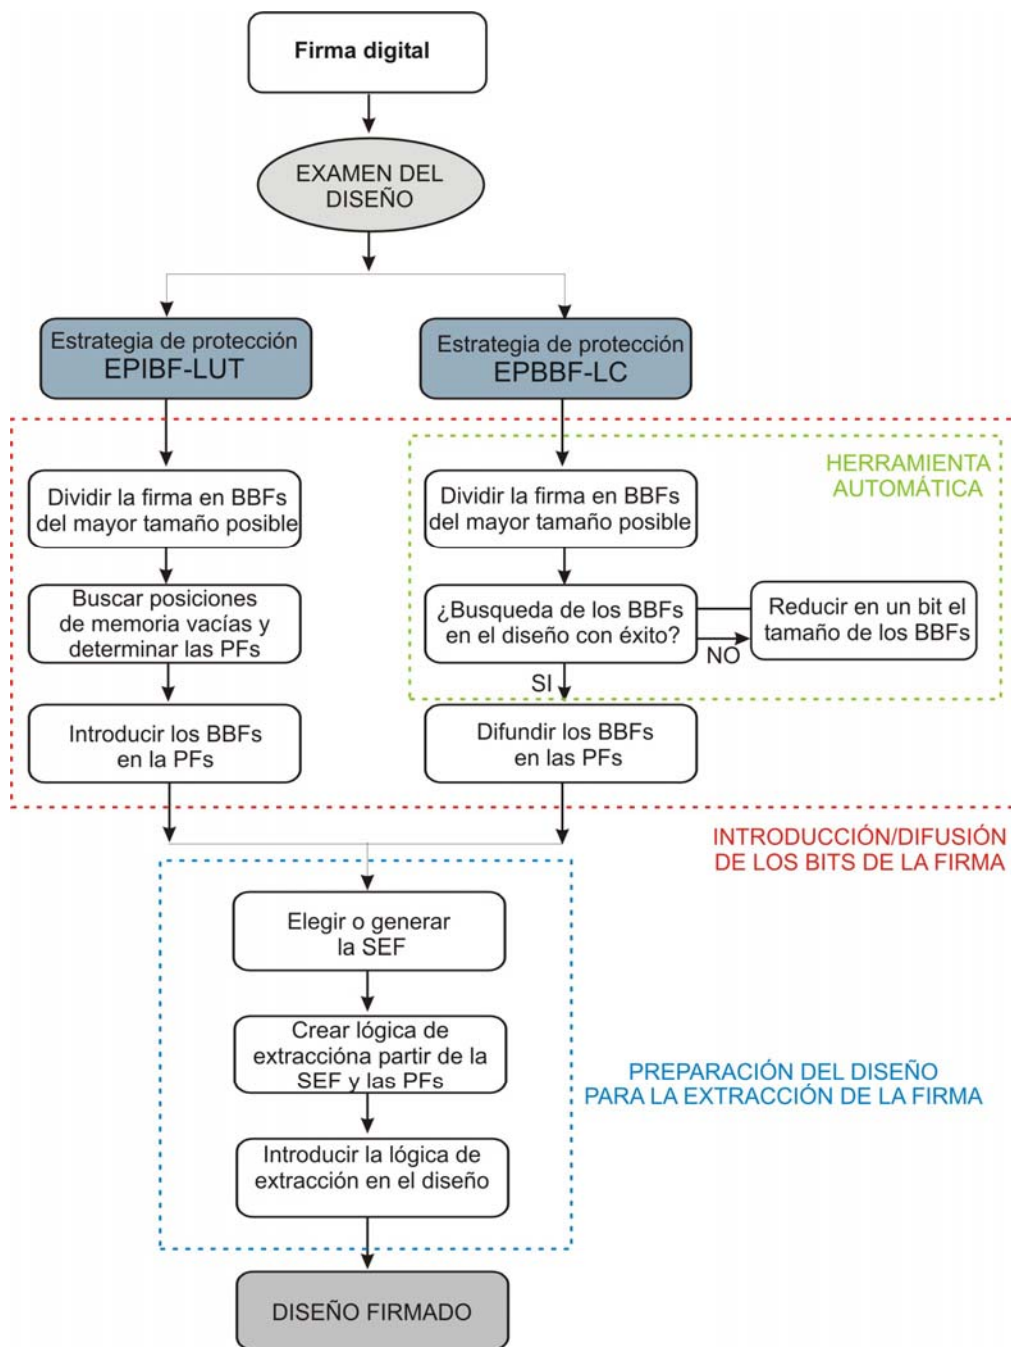 Firma digital
EXAMEN DEL
DISEÑO
Estrategia de protección
EPIBF-LUT
Estrategia de protección
EPBBF-LC
HERRAMIENTA
AUTOMÁTICA
Dividir la firma en BBFs
del mayor tamaño posible
Dividir la firma en BBFs
del mayor tamaño posible
Buscar posiciones
de memoria vacías y
determinar las PFs
¿Busqueda de los BBFs
en el diseño con éxito?
NO
Reducir en un bit el
tamaño de los BBFs
SI
Introducir los BBFs
en la PFs
Difundir los BBFs
en las PFs
INTRODUCCIÓN/DIFUSIÓN
DE LOS BITS DE LA FIRMA
Elegir o generar
la SEF
Crear lógica de
extraccióna partir de la
SEF y las PFs
PREPARACIÓN DEL DISEÑO
PARA LA EXTRACCIÓN DE LA FIRMA
Introducir la lógica de
extracción en el diseño
DISEÑO FIRMADO